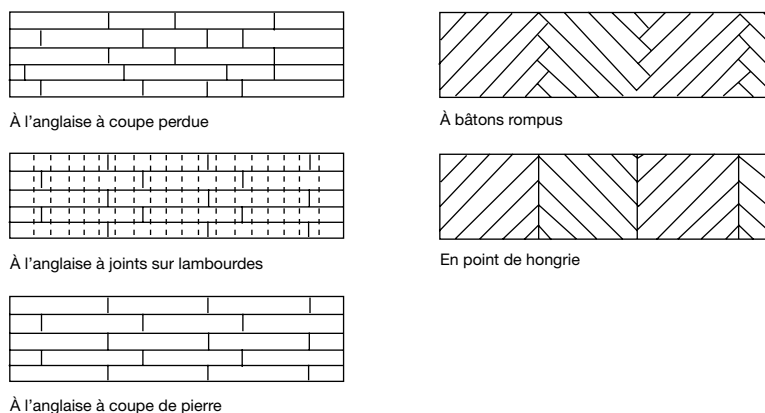 À l’anglaise à coupe perdue
À l’anglaise à joints sur lambourdes
À l’anglaise à coupe de pierre
À bâtons rompus
En point de hongrie